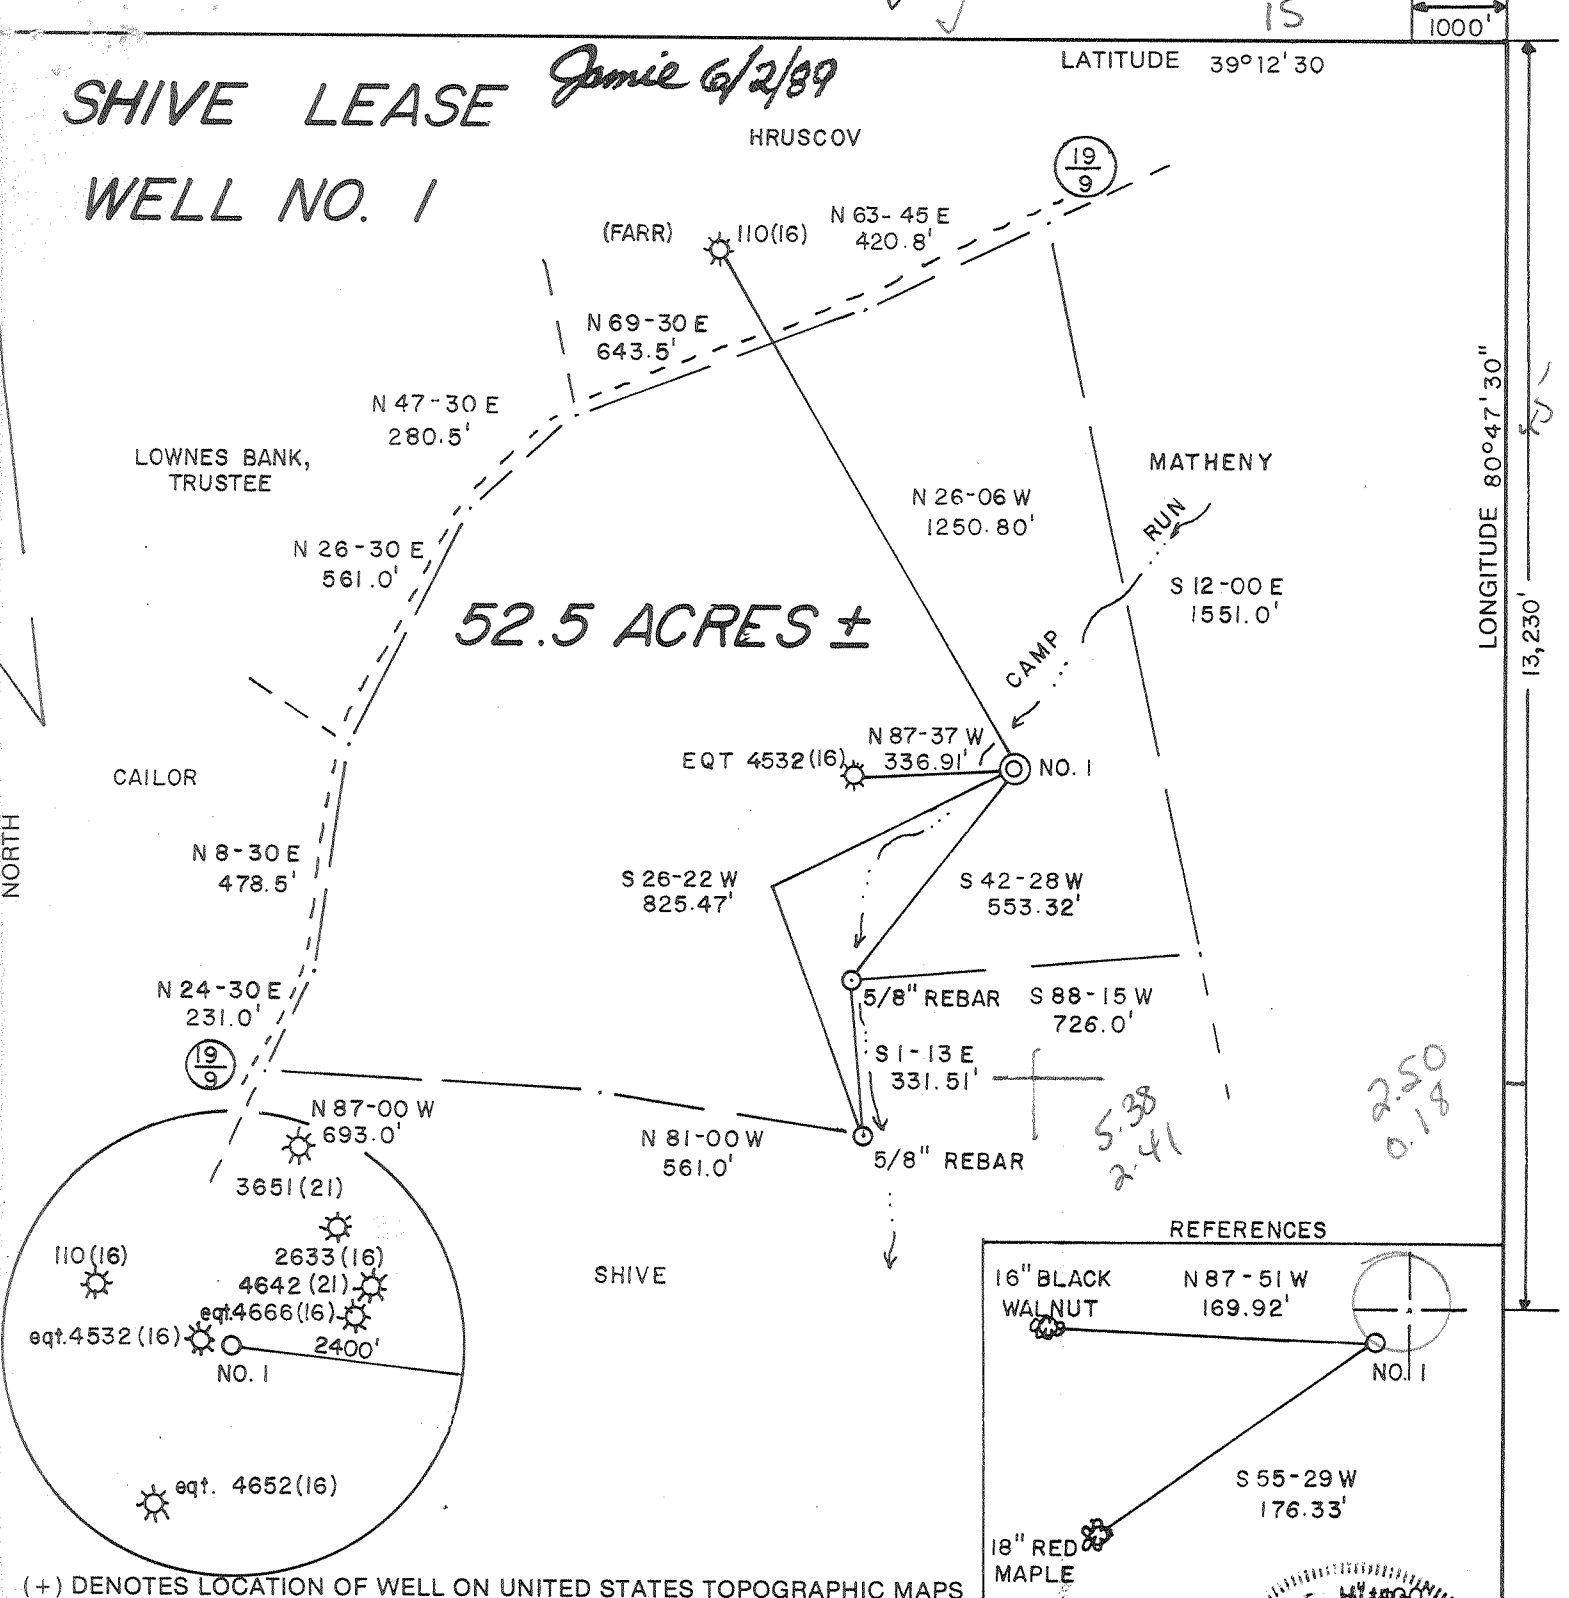 15
1000'
SHIVE LEASE
Jamie 6/2/89
LATITUDE 39°12'30
WELL NO. 1
HRUSCOV
19
9
(FARR)
110(16)
N 63-45 E
420.8'
N 69-30 E
643.5'
LONGITUDE 80°47'30"
13,230'
N 47-30 E
280.5'
LOWNES BANK,
TRUSTEE
MATHENY
N 26-06 W
1250.80'
RUN
N 26-30 E
561.0'
S 12-00 E
1551.0'
52.5 ACRES ±
CAMP
N 87-37 W
336.91'
EQT 4532(16)
NO. 1
CAILOR
NORTH
N 8-30 E
478.5'
S 26-22 W
825.47'
S 42-28 W
553.32'
N 24-30 E
231.0'
5/8" REBAR
S 88-15 W
726.0'
19
9
S 1-13 E
331.51'
5.38
2.41
2.50
0.18
N 87-00 W
693.0'
N 81-00 W
561.0'
5/8" REBAR
3651(21)
110(16)
2633(16)
4642(21)
eqt.4666(16)
eqt.4532(16)
2400'
NO. 1
eqt. 4652(16)
SHIVE
REFERENCES
16" BLACK
WALNUT
N 87-51 W
169.92'
NO. 1
S 55-29 W
176.33'
18" RED
MAPLE
(+) DENOTES LOCATION OF WELL ON UNITED STATES TOPOGRAPHIC MAPS